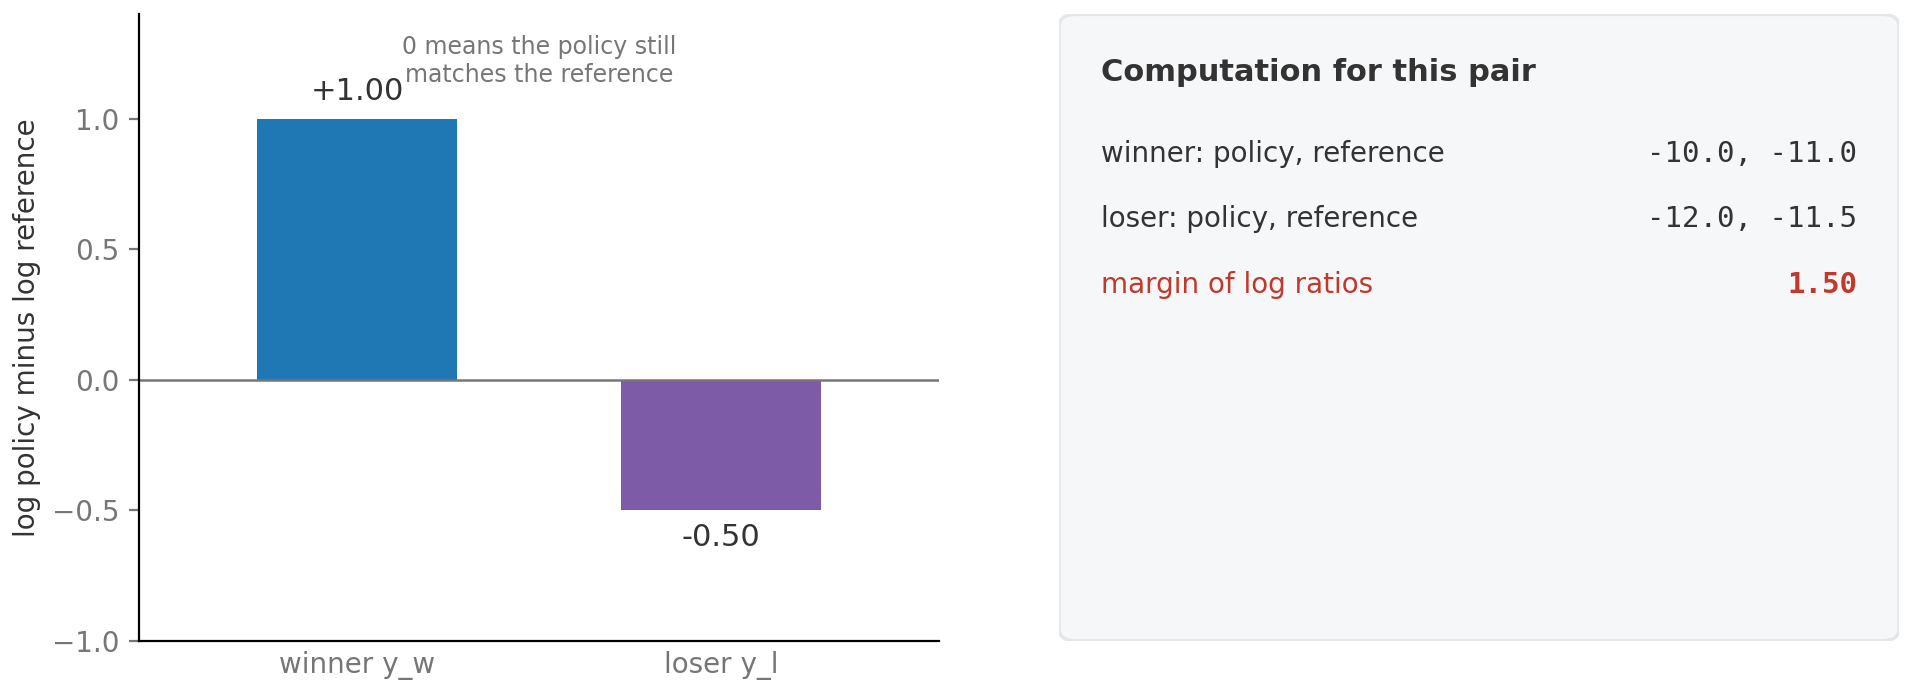 0 means the policy still
matches the reference
+1.00
1.0
0.5
0.0
−0.5
−1.0
log policy minus log reference
-0.50
winner y_w
loser y_l
Computation for this pair
winner: policy, reference -10.0, -11.0
loser: policy, reference -12.0, -11.5
margin of log ratios 1.50